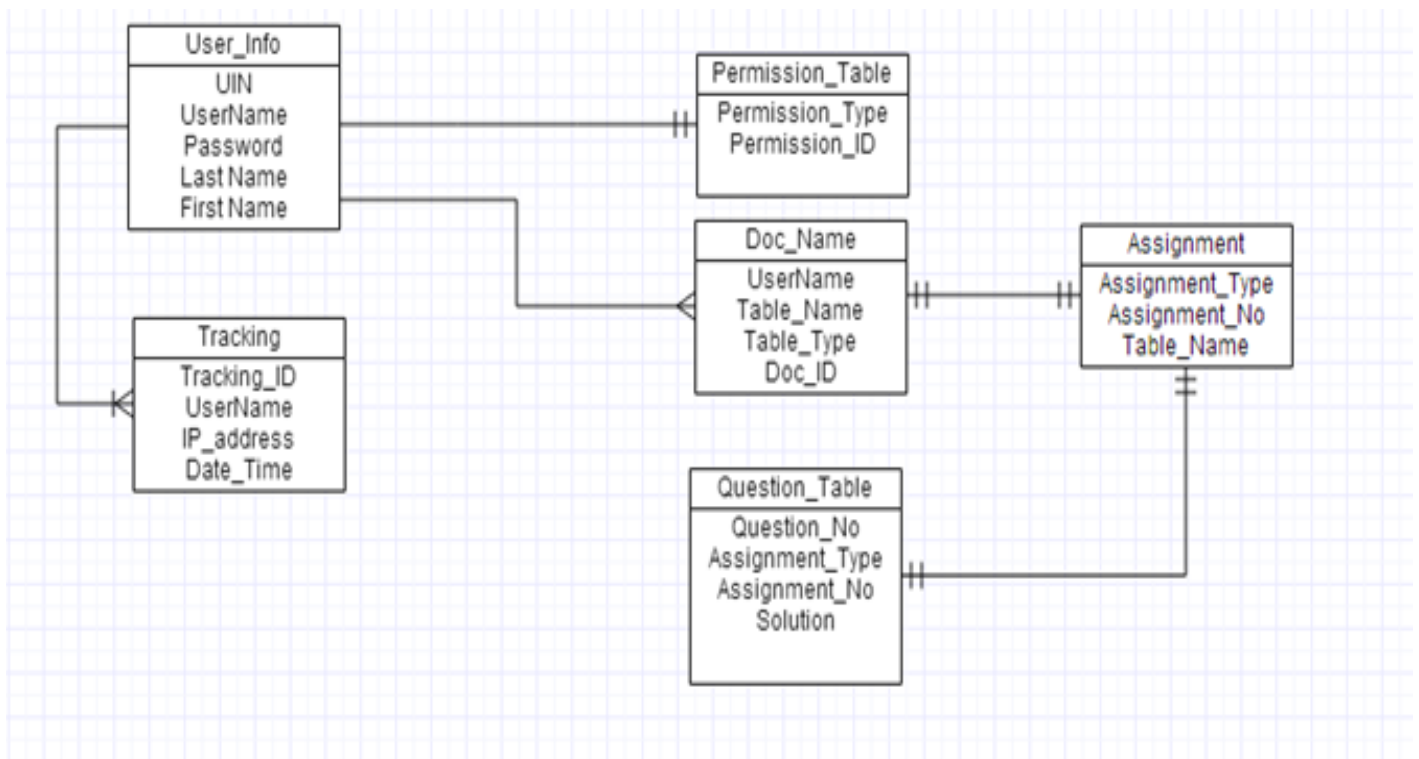 User_Info
UIN
UserName
Password
Last Name
First Name
Permission_Table
Permission_Type
Permission_ID
Doc_Name
UserName
Table_Name
Table_Type
Doc_ID
Assignment
Assignment_Type
Assignment_No
Table_Name
Tracking
Tracking_ID
UserName
IP_address
Date_Time
Question_Table
Question_No
Assignment_Type
Assignment_No
Solution